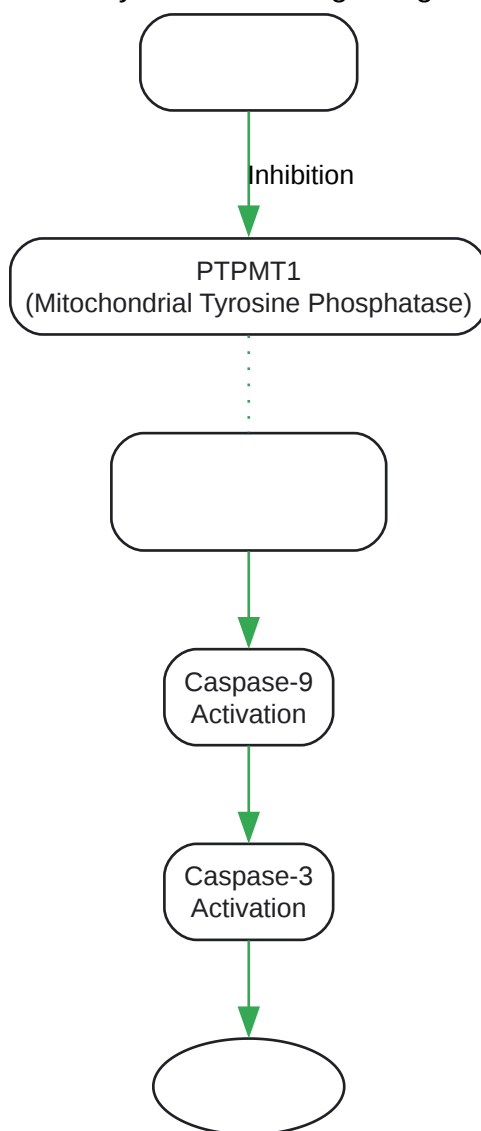 Inhibition
PTPMT1
(Mitochondrial Tyrosine Phosphatase)
Caspase-9
Activation
Caspase-3
Activation